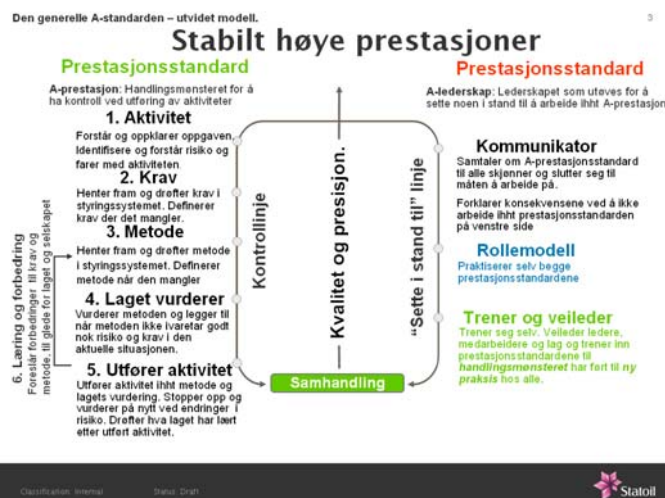 Den generelle A-standarden – utvidet modell.
3
Stabilt høye prestasjoner
Prestasjonsstandard
A-prestasjon: Handlingsmønsteret for å
ha kontroll ved utføring av aktiviteter
1. Aktivitet
Forstår og oppklarer oppgaven.
Identifisere og forstår risiko og
farer med aktiviteten
2. Krav
Henter fram og drøfter krav i
styringssystemet. Definerer
krav der det mangler.
3. Metode
Henter fram og drøfter metode
i styringssystemet. Definerer
metode når den mangler
4. Laget vurderer
Vurderer metoden og legger til
når metoden ikke ivaretar godt
nok risiko og krav i den
aktuelle situasjonen.
5. Utfører aktivitet
Utfører aktivitet ihht metode og
lagets vurdering. Stopper opp og
vurderer på nytt ved endringer i
risiko. Drøfter hva laget har lært
etter utført aktivitet.
6. Læring og forbedring
Foreslår forbedringer til krav og
metode, til glede for laget og selskapet
Kontrollinje
Kvalitet og presisjon.
"Sette i stand til" linje
Samhandling
Prestasjonsstandard
A-lederskap: Lederskapet som utøves for å
sette noen i stand til å arbeide ihht A-prestasjon
Kommunikator
Samtaler om A-prestasjonsstandard
til alle skjønner og slutter seg til
måten å arbeide på.
Forklarer konsekvensene ved å ikke
arbeide ihht prestasjonsstandarden
på venstre side
Rollemodell
Praktiserer selv begge
prestasjonsstandardene
Trener og veileder
Trener seg selv. Veileder ledere,
medarbeidere og lag og trener inn
prestasjonsstandardene til
handlingsmønsteret har ført til ny
praksis hos alle.
Classification: Internal
Status: Draft
Statoil